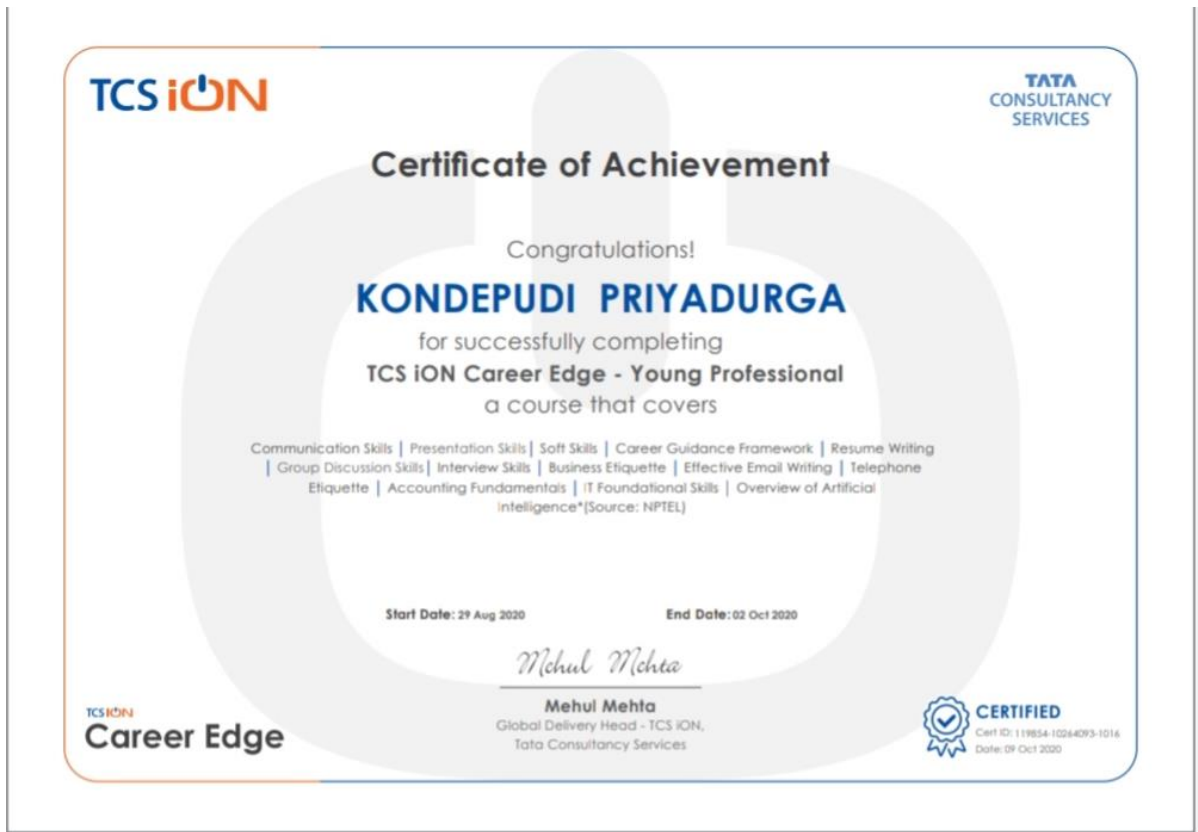 TCS iON
TATA
CONSULTANCY
SERVICES
Certificate of Achievement
Congratulations!
KONDEPUDI PRIYADURGA
for successfully completing
TCS iON Career Edge - Young Professional
a course that covers
Communication Skills | Presentation Skills | Soft Skills | Career Guidance Framework | Resume Writing
| Group Discussion Skills | Interview Skills | Business Etiquette | Effective Email Writing | Telephone
Etiquette | Accounting Fundamentals | IT Foundational Skills | Overview of Artificial
Intelligence*(Source: NPTEL)
Start Date: 29 Aug 2020 End Date: 02 Oct 2020
Mehul Mehta
Mehul Mehta
Global Delivery Head - TCS iON,
Tata Consultancy Services
TCS iON
Career Edge
CERTIFIED
Cert ID: 119854-10264093-1016
Date: 09 Oct 2020